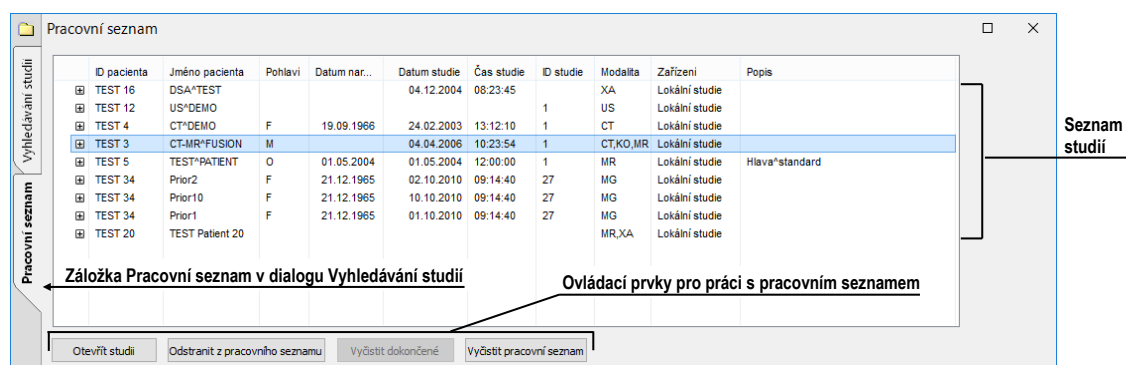 Pracovní seznam
Vyhledávání studií
Pracovní seznam
ID pacienta Jméno pacienta Pohlaví Datum nar... Datum studie Čas studie ID studie Modalita Zařízení Popis
TEST 16 DSA^TEST 04.12.2004 08:23:45 XA Lokální studie
TEST 12 US^DEMO 1 US Lokální studie
TEST 4 CT^DEMO F 19.09.1966 24.02.2003 13:12:10 1 CT Lokální studie
TEST 3 CT-MR^FUSION M 04.04.2006 10:23:54 1 CT,KO,MR Lokální studie
TEST 5 TEST^PATIENT O 01.05.2004 01.05.2004 12:00:00 1 MR Lokální studie Hlava^standard
TEST 34 Prior2 F 21.12.1965 02.10.2010 09:14:40 27 MG Lokální studie
TEST 34 Prior10 F 21.12.1965 10.10.2010 09:14:40 27 MG Lokální studie
TEST 34 Prior1 F 21.12.1965 01.10.2010 09:14:40 27 MG Lokální studie
TEST 20 TEST Patient 20 MR,XA Lokální studie
Seznam
studií
Záložka Pracovní seznam v dialogu Vyhledávání studií
Ovládací prvky pro práci s pracovním seznamem
Otevřít studii Odstranit z pracovního seznamu Vyčistit dokončené Vyčistit pracovní seznam